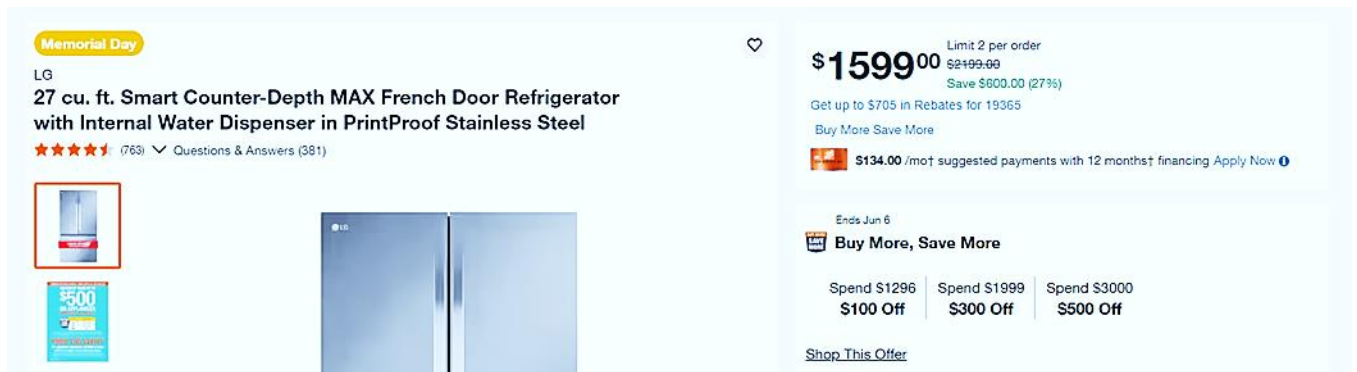 Memorial Day
LG
27 cu. ft. Smart Counter-Depth MAX French Door Refrigerator
with Internal Water Dispenser in PrintProof Stainless Steel
(763) Questions & Answers (381)
LG
$500
$159900
Limit 2 per order
$2199.00
Save $600.00 (27%)
Get up to $705 in Rebates for 19365
Buy More Save More
$134.00 /mo† suggested payments with 12 months† financing Apply Now
Ends Jun 6
Buy More, Save More
Spend $1296
$100 Off
Spend $1999
$300 Off
Spend $3000
$500 Off
Shop This Offer